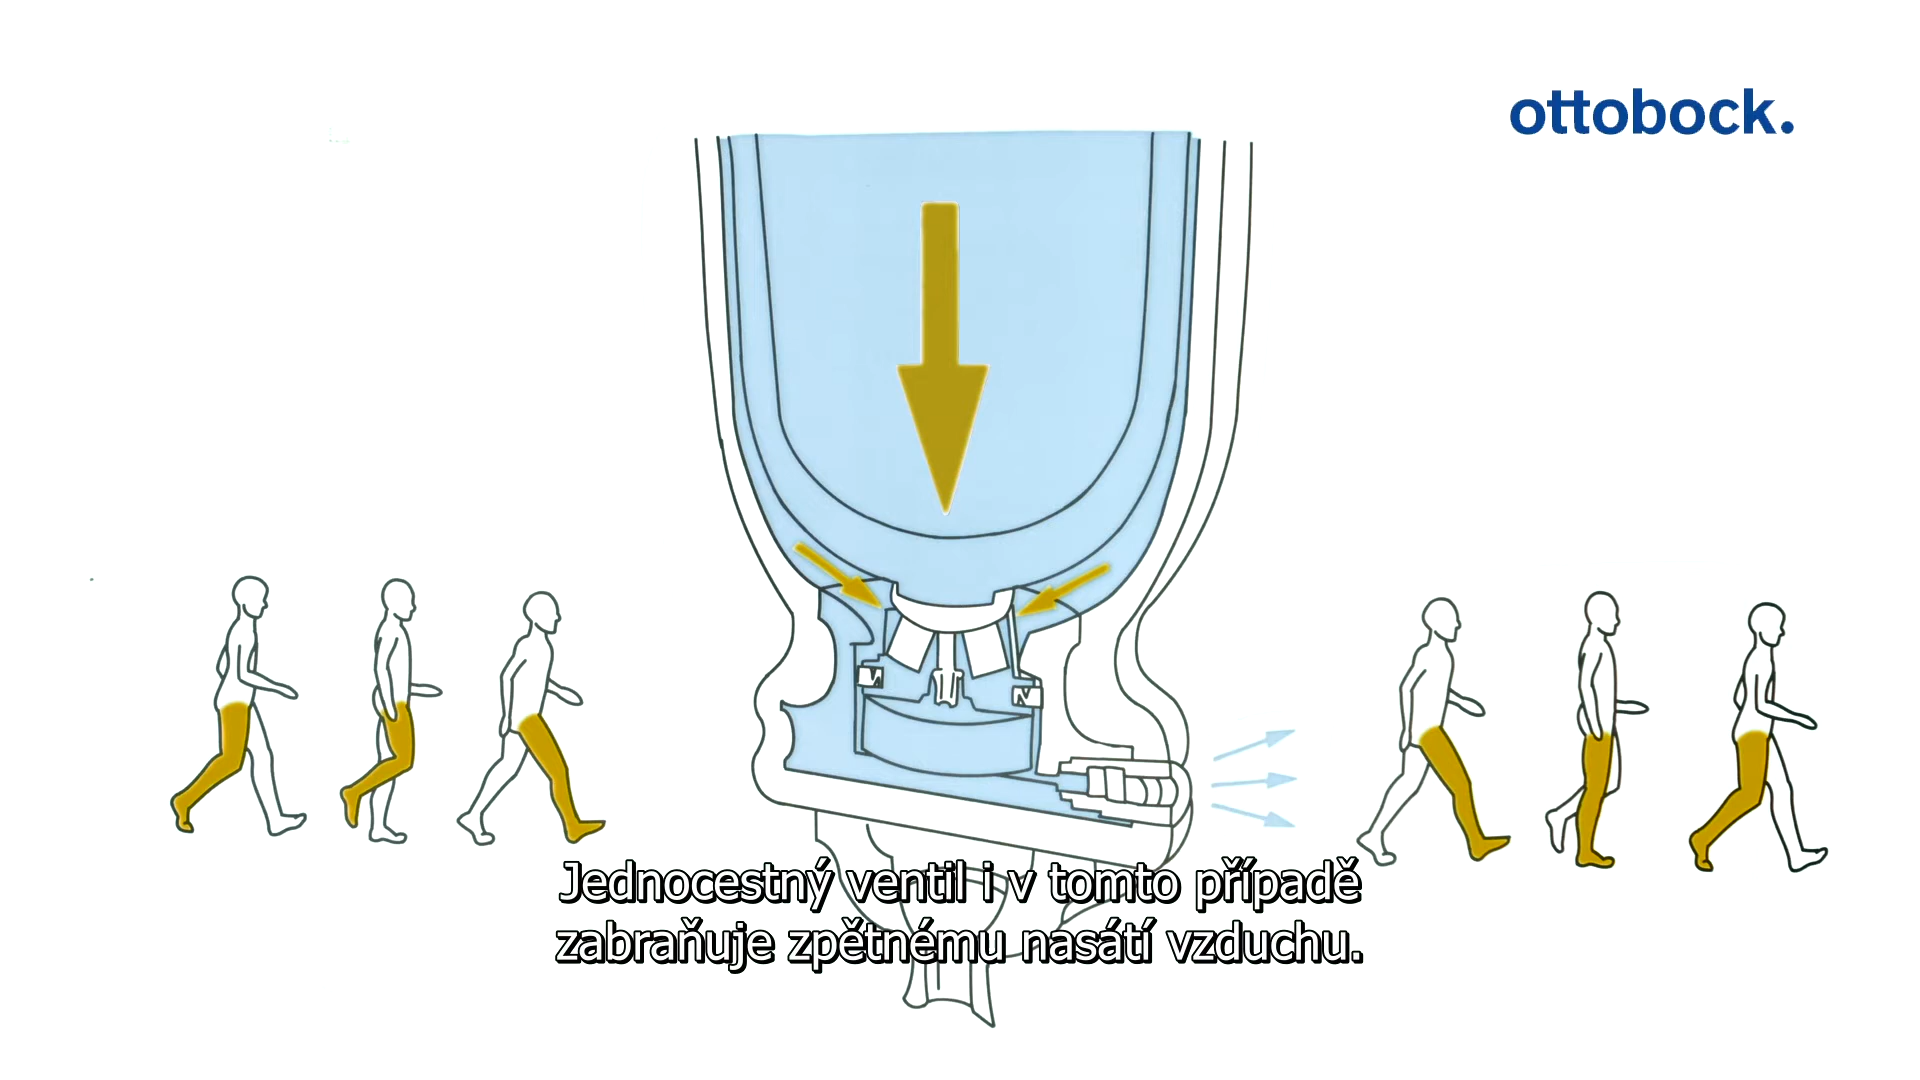 ottobock.
Jednocestný ventil i v tomto případě
zabraňuje zpětnému nasátí vzduchu.